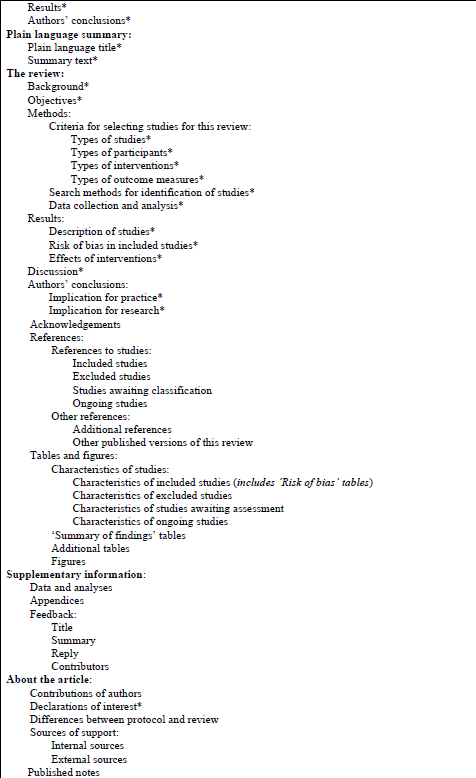 Results*
Authors' conclusions*
Plain language summary:
Plain language title*
Summary text*
The review:
Background*
Objectives*
Methods:
Criteria for selecting studies for this review:
Types of studies*
Types of participants*
Types of interventions*
Types of outcome measures*
Search methods for identification of studies*
Data collection and analysis*
Results:
Description of studies*
Risk of bias in included studies*
Effects of interventions*
Discussion*
Authors' conclusions:
Implication for practice*
Implication for research*
Acknowledgements
References:
References to studies:
Included studies
Excluded studies
Studies awaiting classification
Ongoing studies
Other references:
Additional references
Other published versions of this review
Tables and figures:
Characteristics of studies:
Characteristics of included studies (includes 'Risk of bias' tables)
Characteristics of excluded studies
Characteristics of studies awaiting assessment
Characteristics of ongoing studies
'Summary of findings' tables
Additional tables
Figures
Supplementary information:
Data and analyses
Appendices
Feedback:
Title
Summary
Reply
Contributors
About the article:
Contributions of authors
Declarations of interest*
Differences between protocol and review
Sources of support:
Internal sources
External sources
Published notes